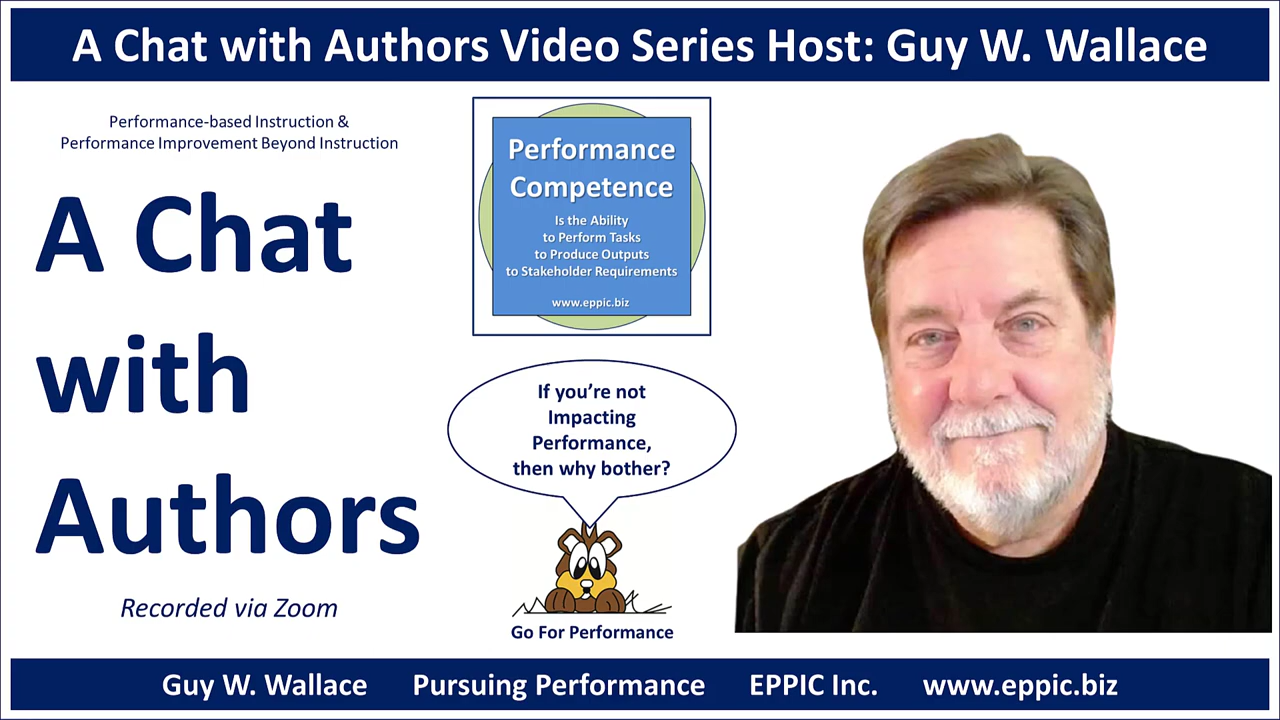 A Chat with Authors Video Series Host: Guy W. Wallace
Performance-based Instruction &
Performance Improvement Beyond Instruction
A Chat
with
Authors
Recorded via Zoom
Performance
Competence
Is the Ability
to Perform Tasks
to Produce Outputs
to Stakeholder Requirements
www.eppic.biz
If you’re not
Impacting
Performance,
then why bother?
Go For Performance
Guy W. Wallace Pursuing Performance EPPIC Inc. www.eppic.biz